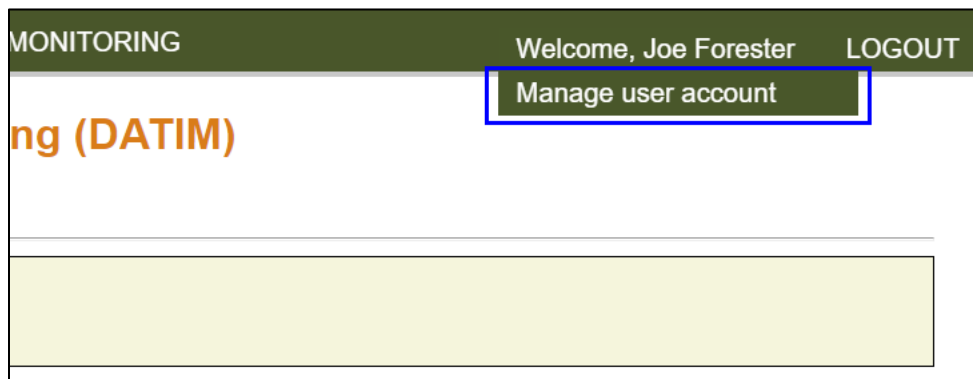 MONITORING
Welcome, Joe Forester LOGOUT
Manage user account
ng (DATIM)